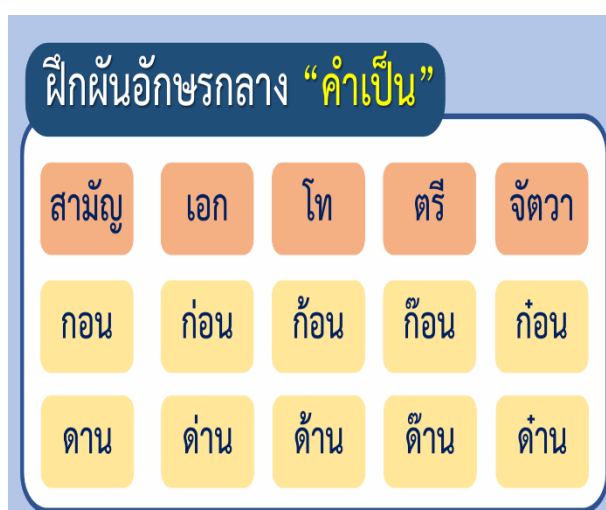 ฝึกผันอักษรกลาง “คำเป็น”
สามัญ เอก โท ตรี จัตวา
กอน ก่อน ก้อน ก๊อน ก๋อน
ดาน ด่าน ด้าน ด๊าน ด๋าน